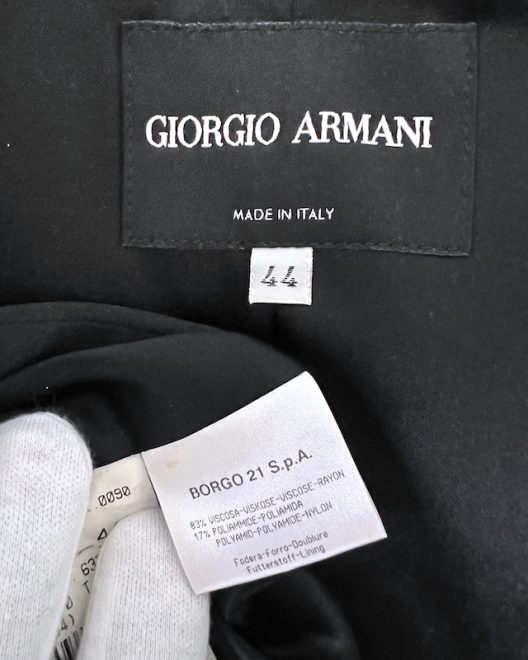 GIORGIO ARMANI
MADE IN ITALY
44
BORGO 21 S.p.A.
83% VISCOSA-VISKOSE-VISCOSE-RAYON
17% POLIAMMIDE-POLIAMIDA
POLYAMID-POLYAMIDE-NYLON
Fodera-Forro-Doublure
Futterstoff-Lining
0090